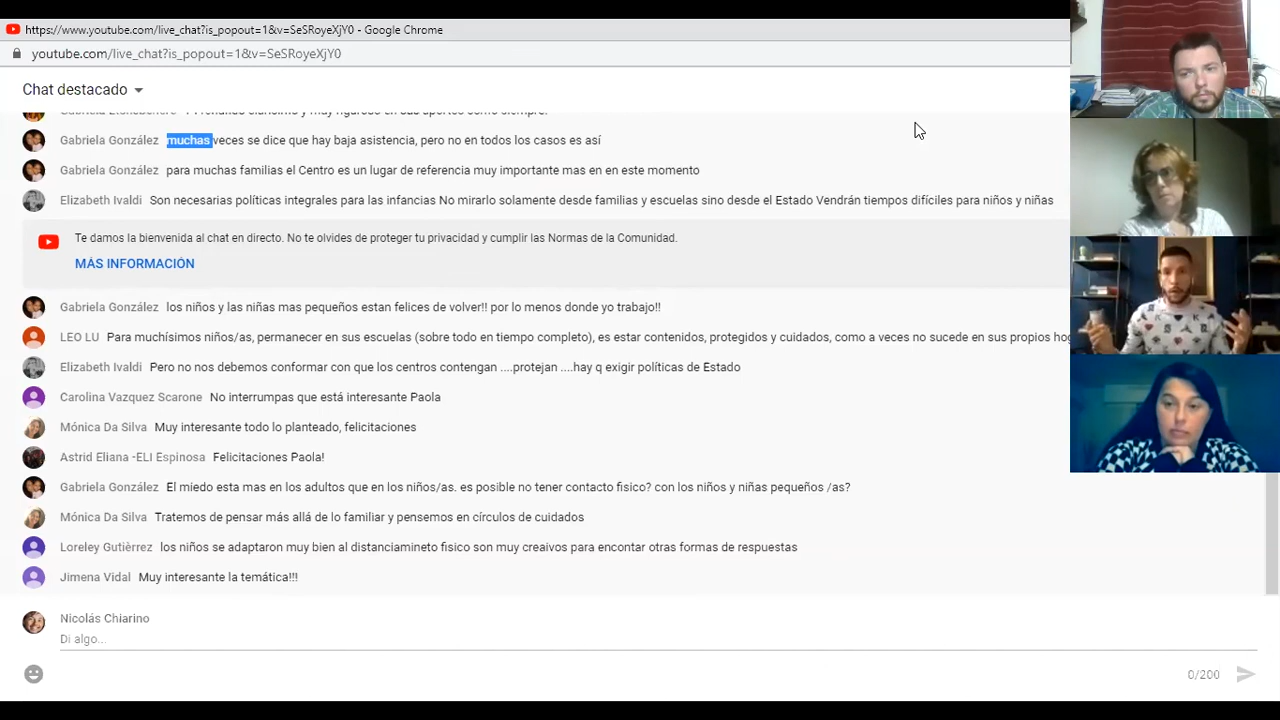 https://www.youtube.com/live_chat?is_popout=1&v=SeSRoyeXjY0 - Google Chrome
youtube.com/live_chat?is_popout=1&v=SeSRoyeXjY0
Chat destacado
Gabriela González muchas veces se dice que hay baja asistencia, pero no en todos los casos es así
Gabriela González para muchas familias el Centro es un lugar de referencia muy importante mas en en este momento
Elizabeth Ivaldi Son necesarias políticas integrales para las infancias No mirarlo solamente desde familias y escuelas sino desde el Estado Vendrán tiempos difíciles para niños y niñas
Te damos la bienvenida al chat en directo. No te olvides de proteger tu privacidad y cumplir las Normas de la Comunidad.
MÁS INFORMACIÓN
Gabriela González los niños y las niñas mas pequeños estan felices de volver!! por lo menos donde yo trabajo!!
LEO LU Para muchísimos niños/as, permanecer en sus escuelas (sobre todo en tiempo completo), es estar contenidos, protegidos y cuidados, como a veces no sucede en sus propios hog
Elizabeth Ivaldi Pero no nos debemos conformar con que los centros contengan ....protejan ....hay q exigir políticas de Estado
Carolina Vazquez Scarone No interrumpas que está interesante Paola
Mónica Da Silva Muy interesante todo lo planteado, felicitaciones
Astrid Eliana -ELI Espinosa Felicitaciones Paola!
Gabriela González El miedo esta mas en los adultos que en los niños/as. es posible no tener contacto fisico? con los niños y niñas pequeños /as?
Mónica Da Silva Tratemos de pensar más allá de lo familiar y pensemos en círculos de cuidados
Loreley Gutièrrez los niños se adaptaron muy bien al distanciamineto fisico son muy creaivos para encontar otras formas de respuestas
Jimena Vidal Muy interesante la temática!!!
Nicolás Chiarino
Di algo...
0/200